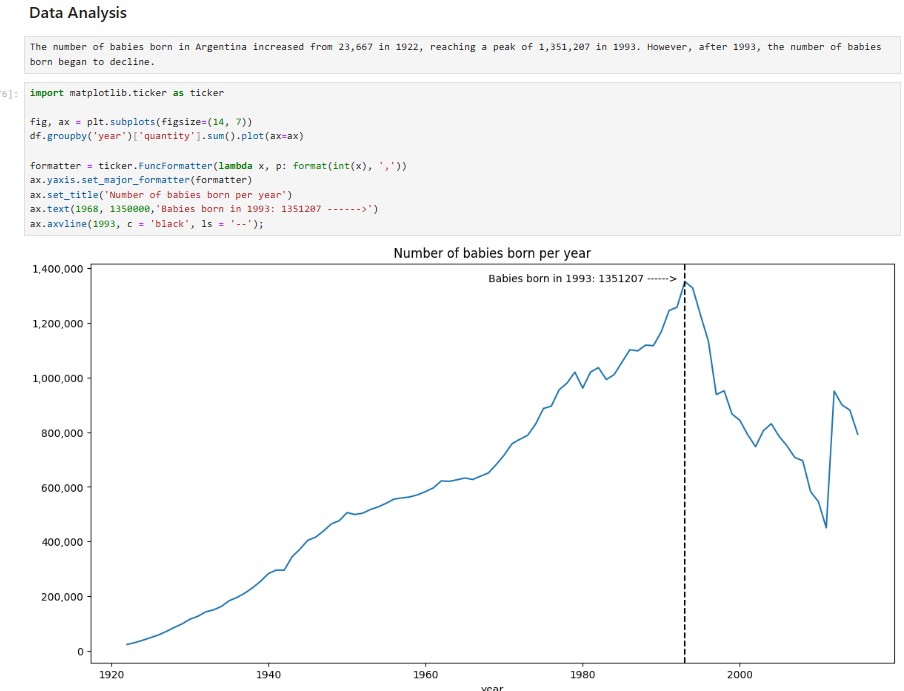 Data Analysis
The number of babies born in Argentina increased from 23,667 in 1922, reaching a peak of 1,351,207 in 1993. However, after 1993, the number of babies
born began to decline.
6]:
import matplotlib.ticker as ticker
fig, ax = plt.subplots(figsize=(14, 7))
df.groupby('year')['quantity'].sum().plot(ax=ax)
formatter = ticker.FuncFormatter(lambda x, p: format(int(x), ','))
ax.yaxis.set_major_formatter(formatter)
ax.set_title('Number of babies born per year')
ax.text(1968, 1350000,'Babies born in 1993: 1351207 ------>')
ax.axvline(1993, c = 'black', ls = '--');
Number of babies born per year
1,400,000
Babies born in 1993: 1351207 ------>
1,200,000
1,000,000
800,000
600,000
400,000
200,000
0
1920 1940 1960 1980 2000
year